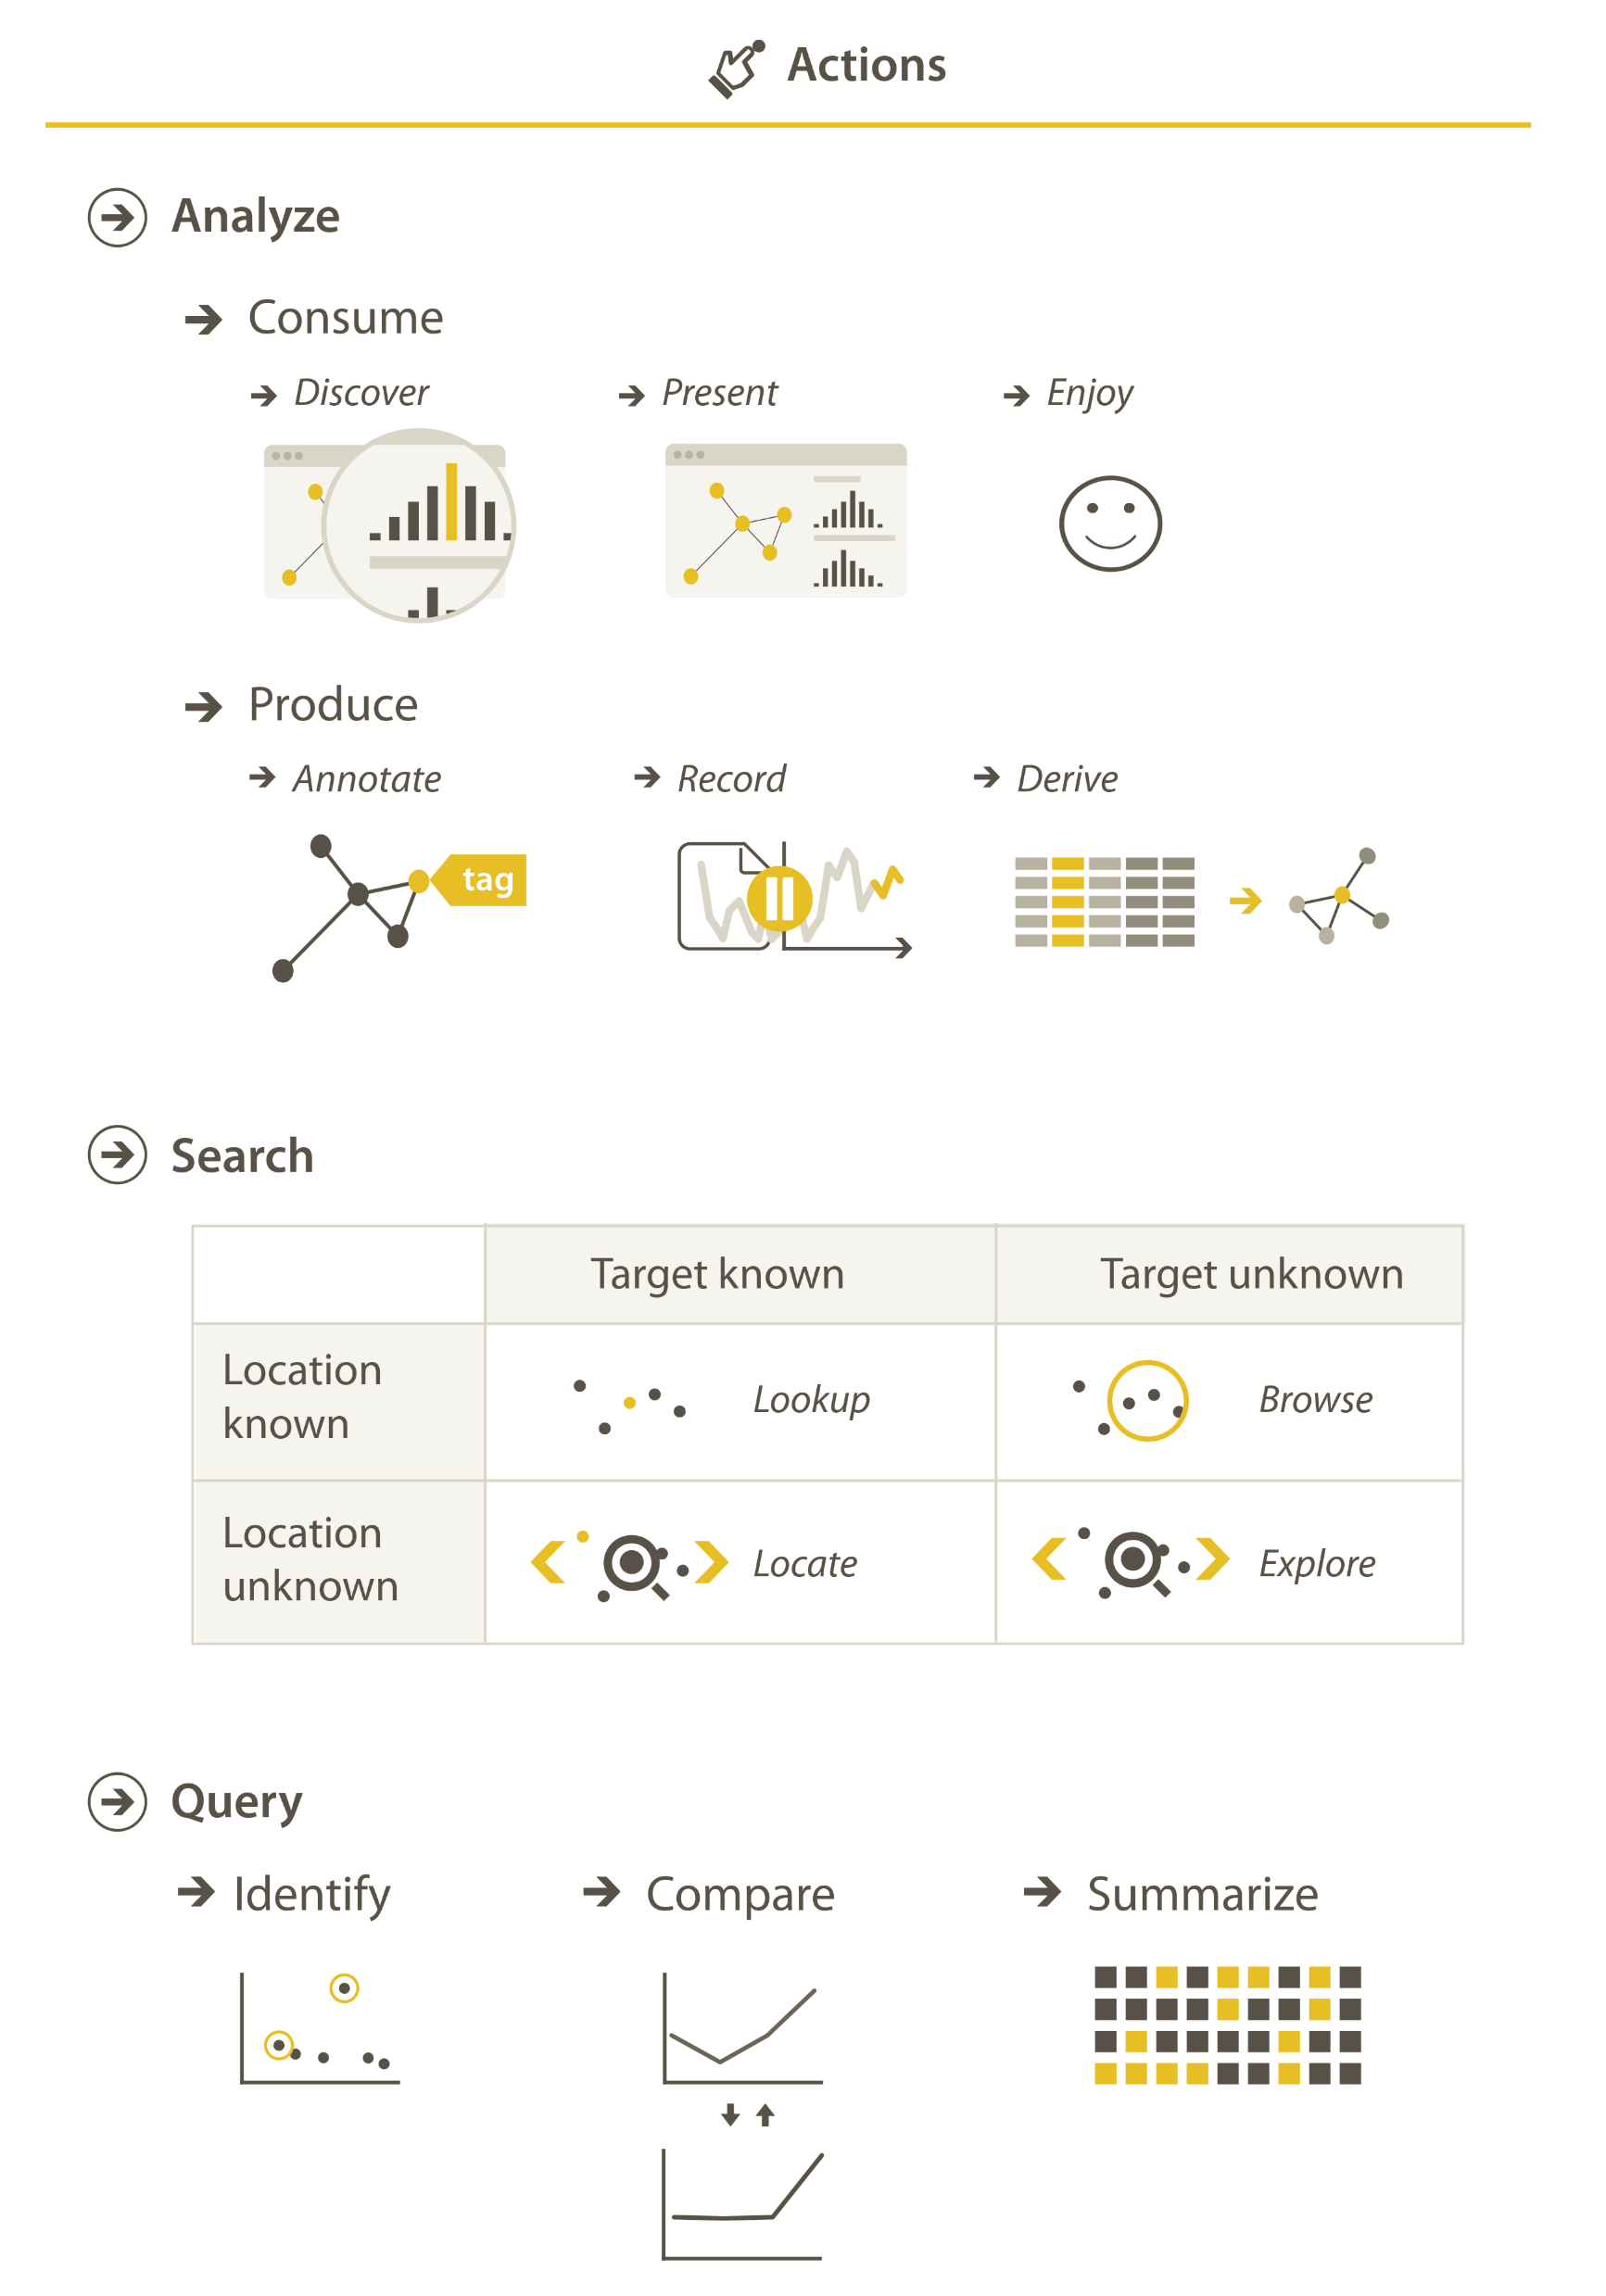 Actions
Analyze
Consume
Discover
Present
Enjoy
Produce
Annotate
Record
Derive
tag
Search
Target known
Target unknown
Location
known
Lookup
Browse
Location
unknown
Locate
Explore
Query
Identify
Compare
Summarize